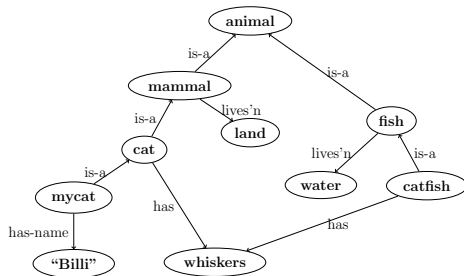 animal
is-a
is-a
mammal
lives'n
is-a
land
fish
cat
lives'n
is-a
is-a
water
catfish
mycat
has
has
has-name
"Billi"
whiskers